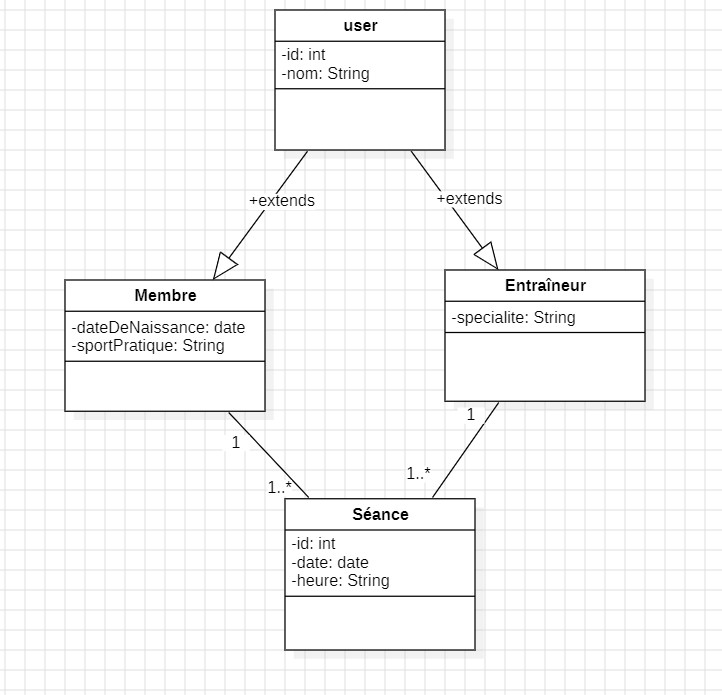 user
-id: int
-nom: String
+extends
+extends
Membre
-dateDeNaissance: date
-sportPratique: String
Entraîneur
-specialite: String
1
1..*
1
1..*
Séance
-id: int
-date: date
-heure: String